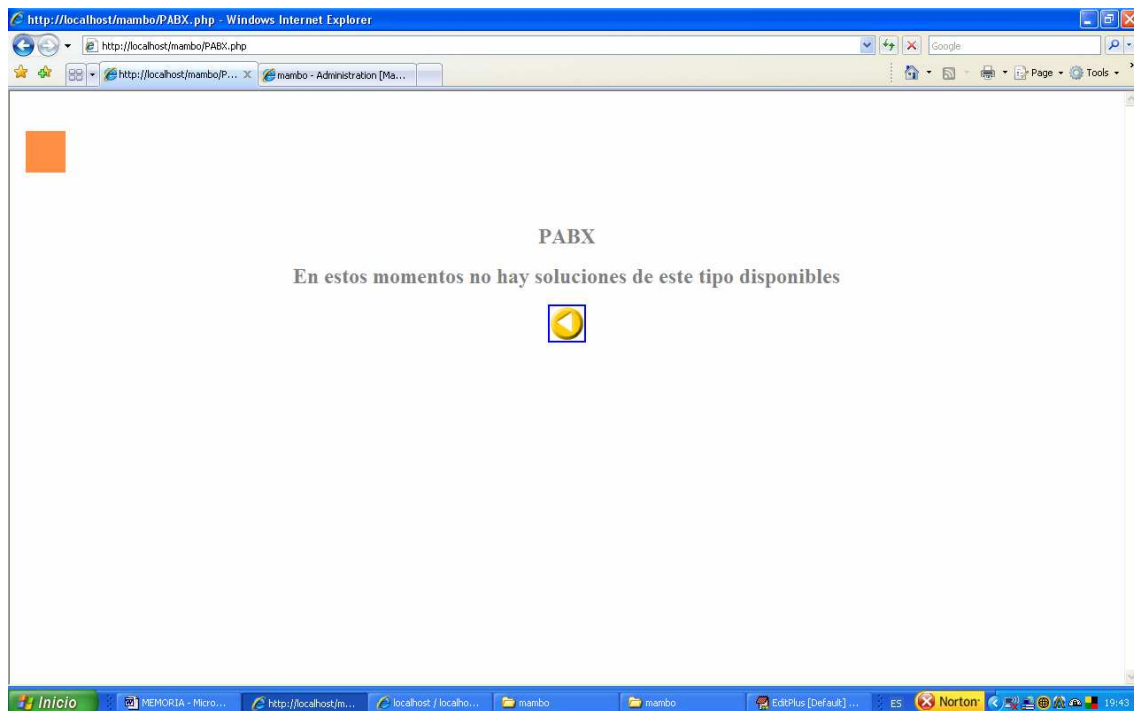 http://localhost/mambo/PABX.php - Windows Internet Explorer
http://localhost/mambo/PABX.php
Google
http://localhost/mambo/P...
mambo - Administration [Ma...
Page
Tools
PABX
En estos momentos no hay soluciones de este tipo disponibles
Inicio
MEMORIA - Micro...
http://localhost/m...
localhost / localho...
mambo
mambo
EditPlus [Default] ...
ES
Norton
19:43